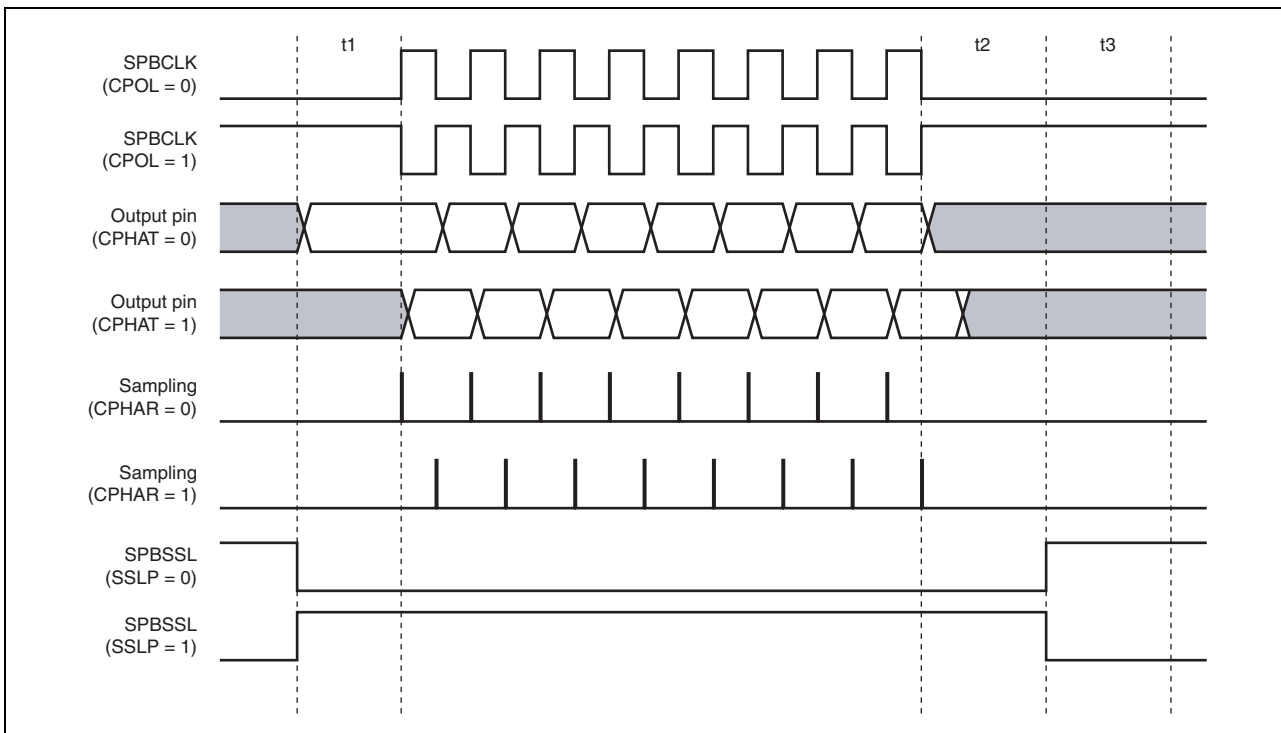 t1
t2
t3
SPBCLK
(CPOL = 0)
SPBCLK
(CPOL = 1)
Output pin
(CPHAT = 0)
Output pin
(CPHAT = 1)
Sampling
(CPHAR = 0)
Sampling
(CPHAR = 1)
SPBSSL
(SSLP = 0)
SPBSSL
(SSLP = 1)